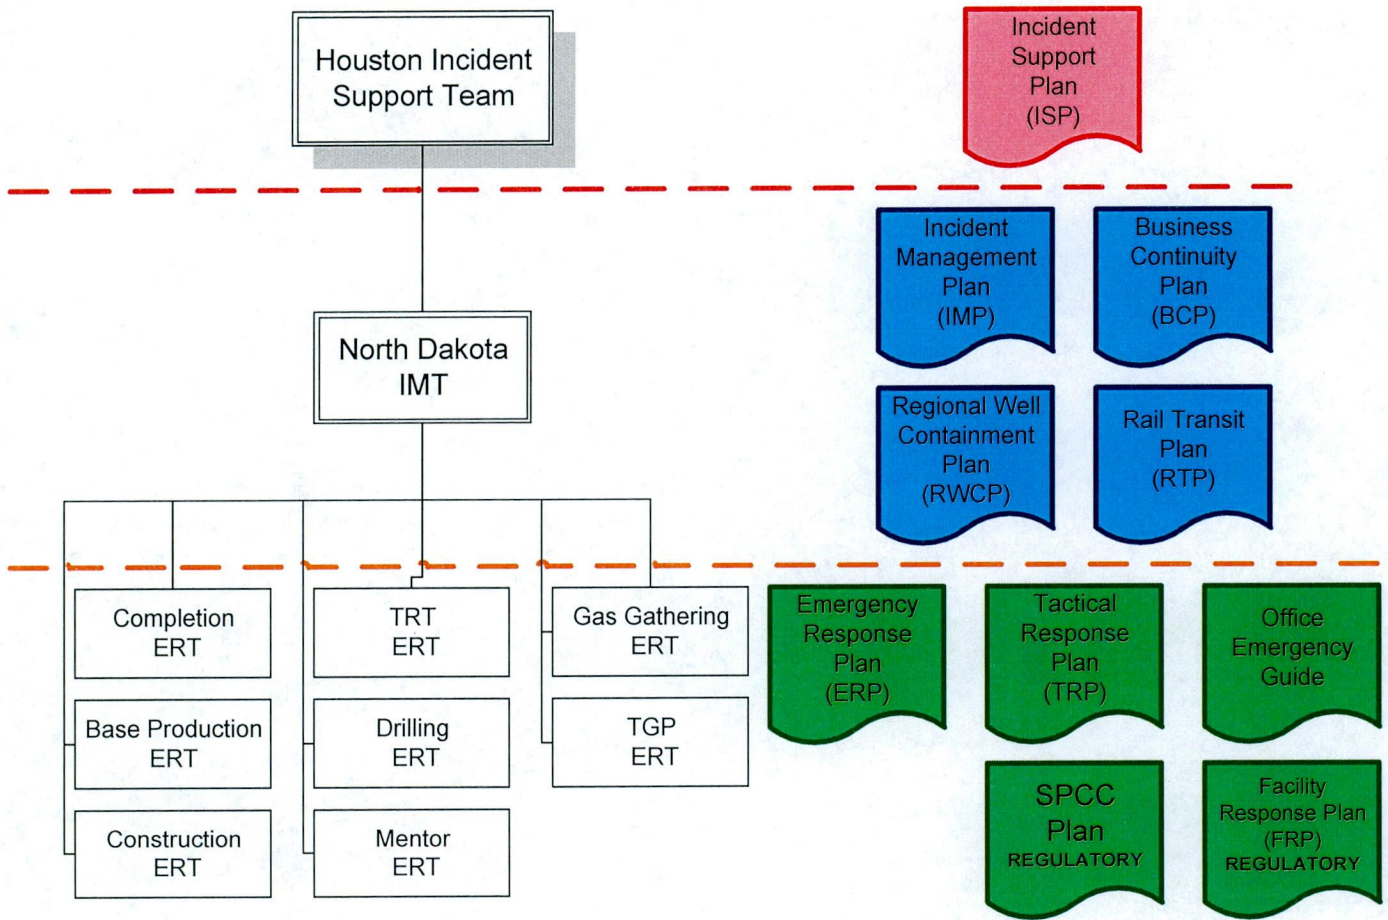 Houston Incident
Support Team
Incident
Support
Plan
(ISP)
North Dakota
IMT
Incident
Management
Plan
(IMP)
Business
Continuity
Plan
(BCP)
Regional Well
Containment
Plan
(RWCP)
Rail Transit
Plan
(RTP)
Completion
ERT
TRT
ERT
Gas Gathering
ERT
Base Production
ERT
Drilling
ERT
TGP
ERT
Construction
ERT
Mentor
ERT
Emergency
Response
Plan
(ERP)
Tactical
Response
Plan
(TRP)
Office
Emergency
Guide
SPCC
Plan
REGULATORY
Facility
Response Plan
(FRP)
REGULATORY